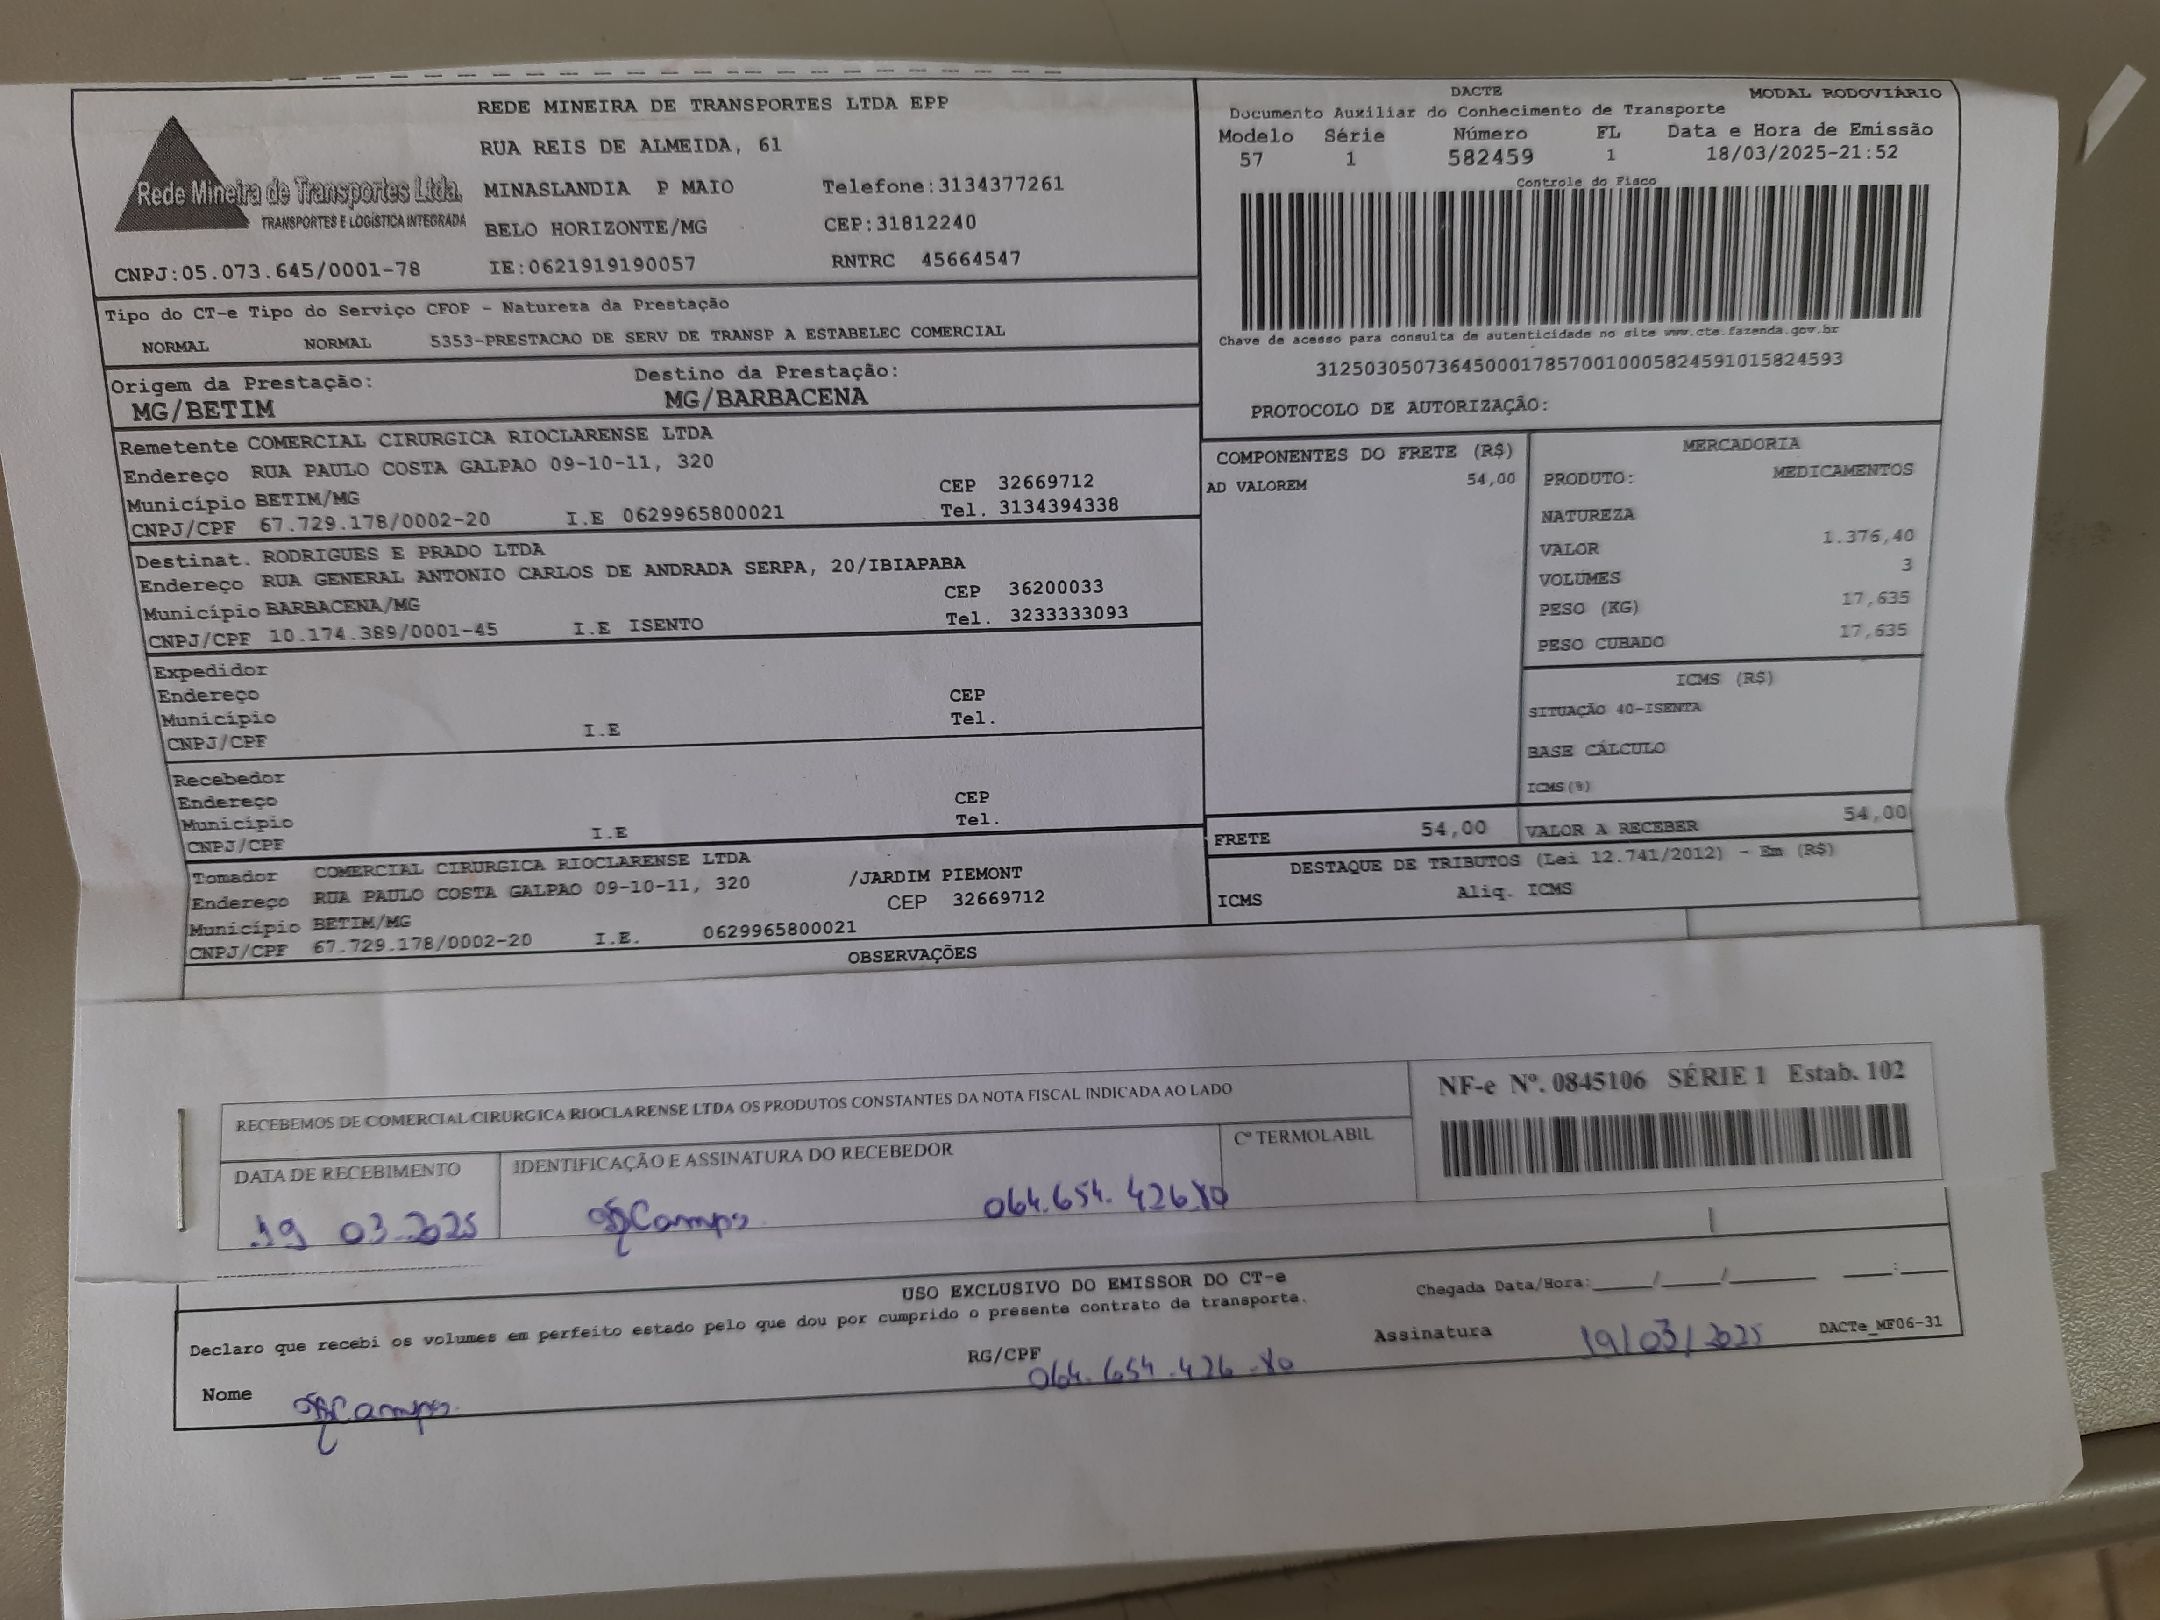 REDE MINEIRA DE TRANSPORTES LTDA EPP
RUA REIS DE ALMEIDA, 61
MINASLANDIA P MAIO Telefone:3134377261
BELO HORIZONTE/MG CEP:31812240
Rede Mineira de Transportes Ltda.
TRANSPORTES E LOGÍSTICA INTEGRADA
CNPJ:05.073.645/0001-78 IE:0621919190057 RNTRC 45664547
DACTE MODAL RODOVIÁRIO
Documento Auxiliar do Conhecimento de Transporte
Modelo Série Número FL Data e Hora de Emissão
57 1 582459 1 18/03/2025-21:52
Controle do Fisco
Chave de acesso para consulta de autenticidade no site www.cte.fazenda.gov.br
31250305073645000178570010005824591015824593
PROTOCOLO DE AUTORIZAÇÃO:
Tipo do CT-e Tipo do Serviço CFOP - Natureza da Prestação
NORMAL NORMAL 5353-PRESTACAO DE SERV DE TRANSP A ESTABELEC COMERCIAL
Origem da Prestação: Destino da Prestação:
MG/BETIM MG/BARBACENA
Remetente COMERCIAL CIRURGICA RIOCLARENSE LTDA
Endereço RUA PAULO COSTA GALPAO 09-10-11, 320
Município BETIM/MG CEP 32669712
CNPJ/CPF 67.729.178/0002-20 I.E 0629965800021 Tel. 3134394338
Destinat. RODRIGUES E PRADO LTDA
Endereço RUA GENERAL ANTONIO CARLOS DE ANDRADA SERPA, 20/IBIAPABA
Município BARBACENA/MG CEP 36200033
CNPJ/CPF 10.174.389/0001-45 I.E ISENTO Tel. 3233333093
Expedidor
Endereço CEP
Município Tel.
CNPJ/CPF I.E
Recebedor
Endereço CEP
Município Tel.
CNPJ/CPF I.E
Tomador COMERCIAL CIRURGICA RIOCLARENSE LTDA
Endereço RUA PAULO COSTA GALPAO 09-10-11, 320 /JARDIM PIEMONT
Município BETIM/MG CEP 32669712
CNPJ/CPF 67.729.178/0002-20 I.E. 0629965800021
COMPONENTES DO FRETE (R$)
AD VALOREM 54,00
MERCADORIA
PRODUTO: MEDICAMENTOS
NATUREZA
VALOR 1.376,40
VOLUMES 3
PESO (KG) 17,635
PESO CUBADO 17,635
ICMS (R$)
SITUAÇÃO 40-ISENTA
BASE CÁLCULO
ICMS(%)
FRETE 54,00 VALOR A RECEBER 54,00
DESTAQUE DE TRIBUTOS (Lei 12.741/2012) - Em (R$)
ICMS Aliq. ICMS
OBSERVAÇÕES
RECEBEMOS DE COMERCIAL CIRURGICA RIOCLARENSE LTDA OS PRODUTOS CONSTANTES DA NOTA FISCAL INDICADA AO LADO
NF-e Nº. 0845106 SÉRIE 1 Estab. 102
DATA DE RECEBIMENTO IDENTIFICAÇÃO E ASSINATURA DO RECEBEDOR Cº TERMOLABIL
19 03 2025 Campos 064.654.426.80
USO EXCLUSIVO DO EMISSOR DO CT-e
Declaro que recebi os volumes em perfeito estado pelo que dou por cumprido o presente contrato de transporte.
Chegada Data/Hora:____/____/______ ____:____
Nome Campos RG/CPF 064.654.426.80 Assinatura 19/03/2025 DACTe_MF06-31